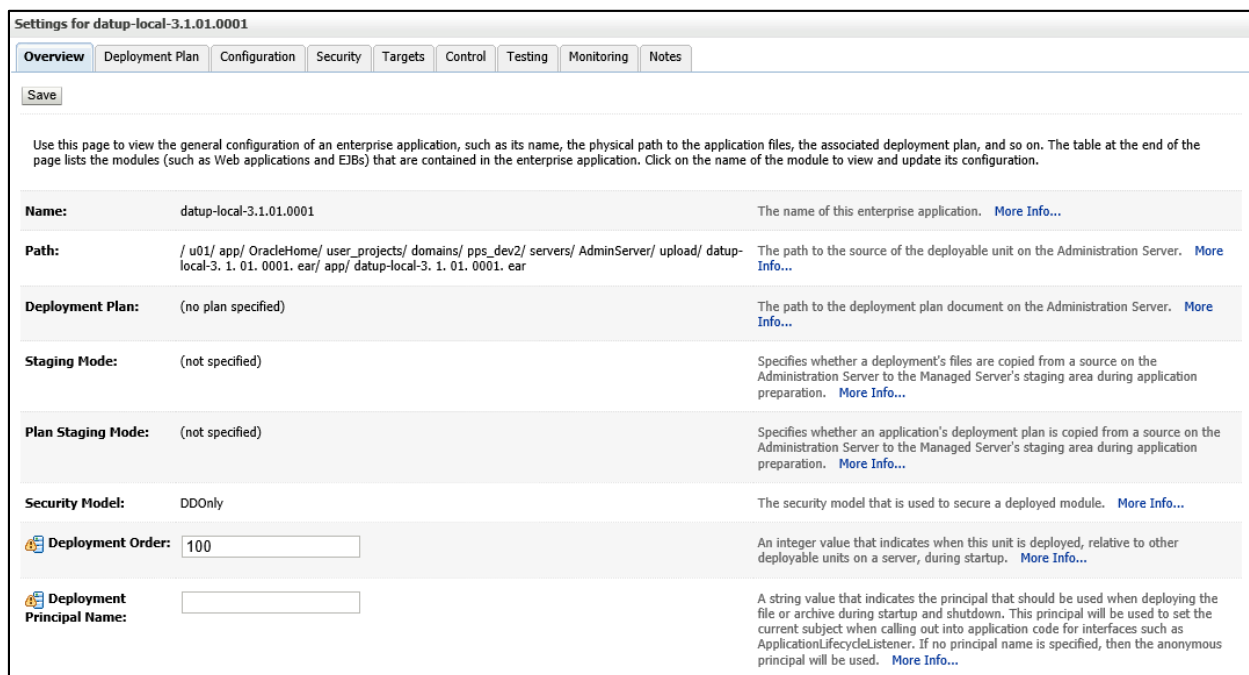 Settings for datup-local-3.1.01.0001
Overview Deployment Plan Configuration Security Targets Control Testing Monitoring Notes
Save
Use this page to view the general configuration of an enterprise application, such as its name, the physical path to the application files, the associated deployment plan, and so on. The table at the end of the
page lists the modules (such as Web applications and EJBs) that are contained in the enterprise application. Click on the name of the module to view and update its configuration.
Name: datup-local-3.1.01.0001 The name of this enterprise application. More Info...
Path: / u01/ app/ OracleHome/ user_projects/ domains/ pps_dev2/ servers/ AdminServer/ upload/ datup-
local-3. 1. 01. 0001. ear/ app/ datup-local-3. 1. 01. 0001. ear
The path to the source of the deployable unit on the Administration Server. More
Info...
Deployment Plan: (no plan specified) The path to the deployment plan document on the Administration Server. More
Info...
Staging Mode: (not specified) Specifies whether a deployment's files are copied from a source on the
Administration Server to the Managed Server's staging area during application
preparation. More Info...
Plan Staging Mode: (not specified) Specifies whether an application's deployment plan is copied from a source on the
Administration Server to the Managed Server's staging area during application
preparation. More Info...
Security Model: DDOnly The security model that is used to secure a deployed module. More Info...
Deployment Order: 100 An integer value that indicates when this unit is deployed, relative to other
deployable units on a server, during startup. More Info...
Deployment
Principal Name:
A string value that indicates the principal that should be used when deploying the
file or archive during startup and shutdown. This principal will be used to set the
current subject when calling out into application code for interfaces such as
ApplicationLifecycleListener. If no principal name is specified, then the anonymous
principal will be used. More Info...